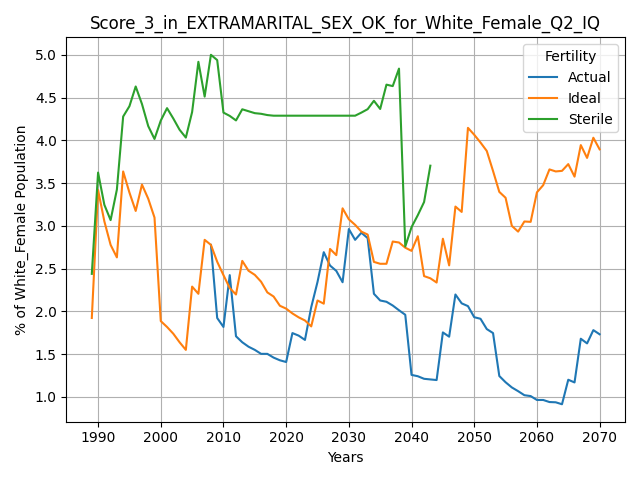 Score_3_in_EXTRAMARITAL_SEX_OK_for_White_Female_Q2_IQ
Fertility
Actual
Ideal
Sterile
% of White_Female Population
5.0
4.5
4.0
3.5
3.0
2.5
2.0
1.5
1.0
1990 2000 2010 2020 2030 2040 2050 2060 2070
Years